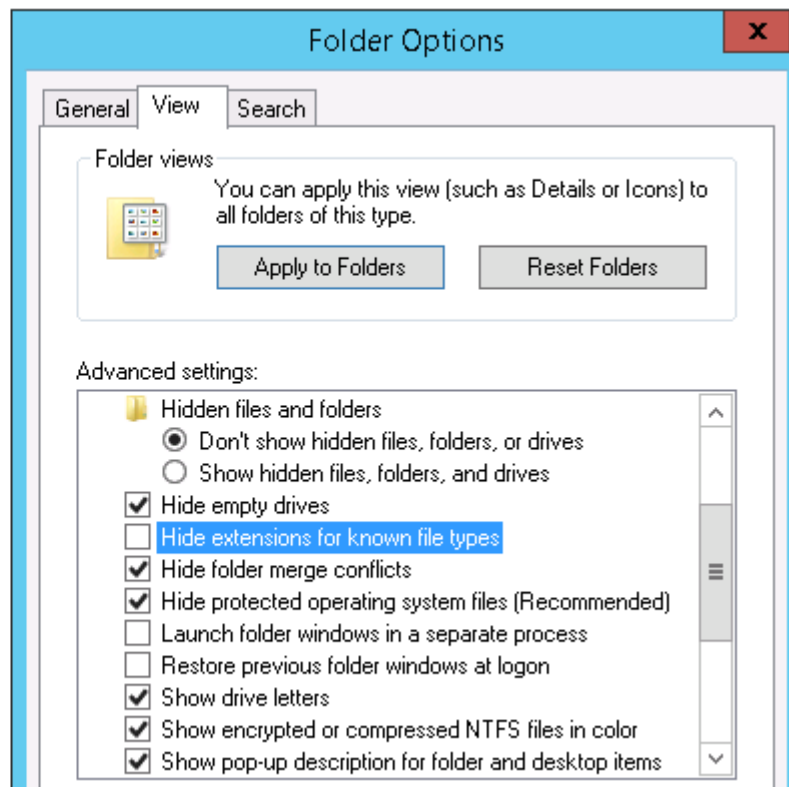 Folder Options
x
General
View
Search
Folder views
You can apply this view (such as Details or Icons) to
all folders of this type.
Apply to Folders
Reset Folders
Advanced settings:
Hidden files and folders
Don't show hidden files, folders, or drives
Show hidden files, folders, and drives
Hide empty drives
Hide extensions for known file types
Hide folder merge conflicts
Hide protected operating system files (Recommended)
Launch folder windows in a separate process
Restore previous folder windows at logon
Show drive letters
Show encrypted or compressed NTFS files in color
Show pop-up description for folder and desktop items